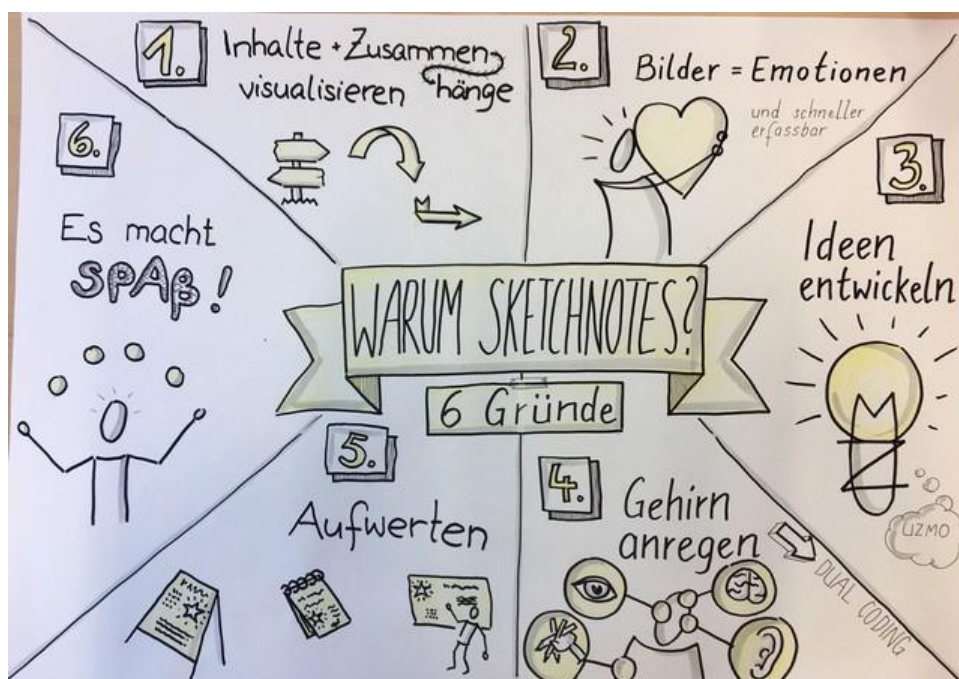 WARUM SKETCHNOTES?
6 Gründe
1.
Inhalte + Zusammen
visualisieren hänge
2.
Bilder = Emotionen
und schneller
erfassbar
3.
Ideen
entwickeln
4.
Gehirn
anregen
DUAL CODING
5.
Aufwerten
6.
Es macht
SPAß!